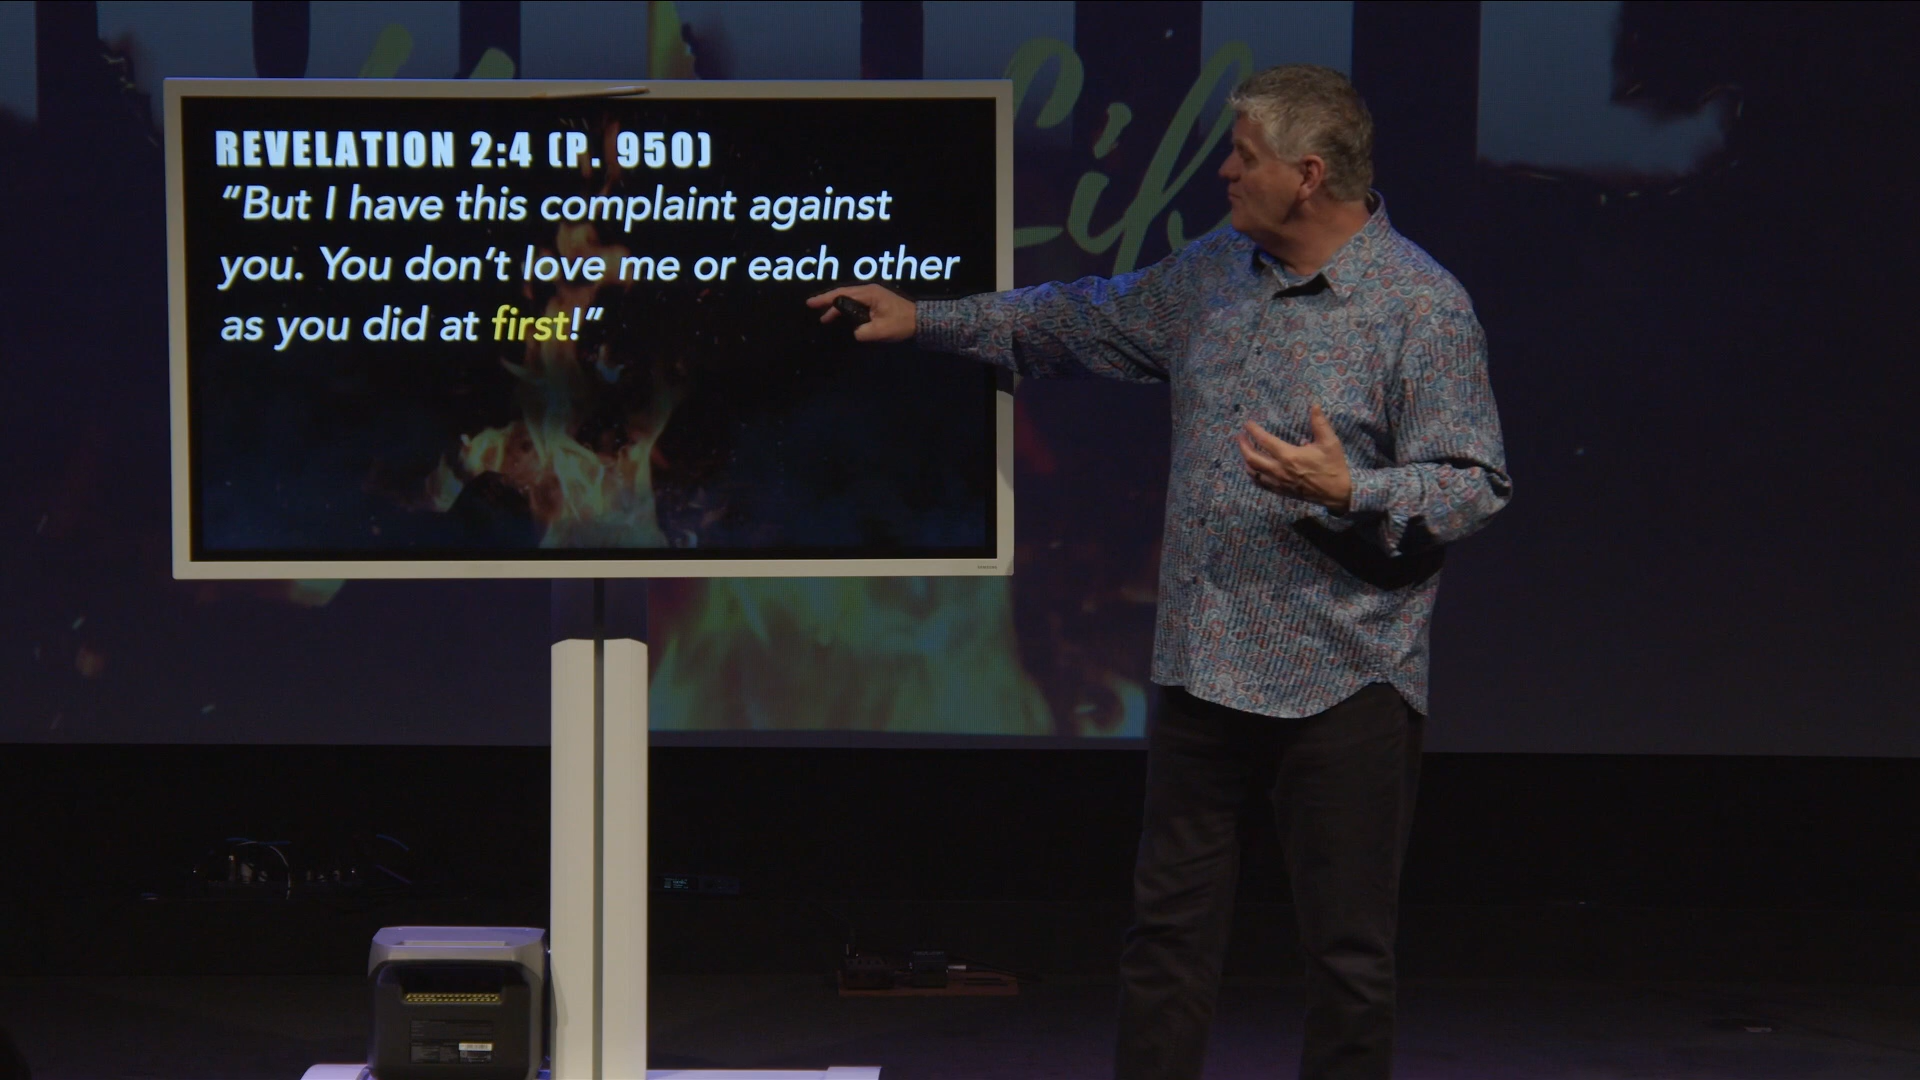 REVELATION 2:4 (P. 950)
“But I have this complaint against
you. You don’t love me or each other
as you did at first!”